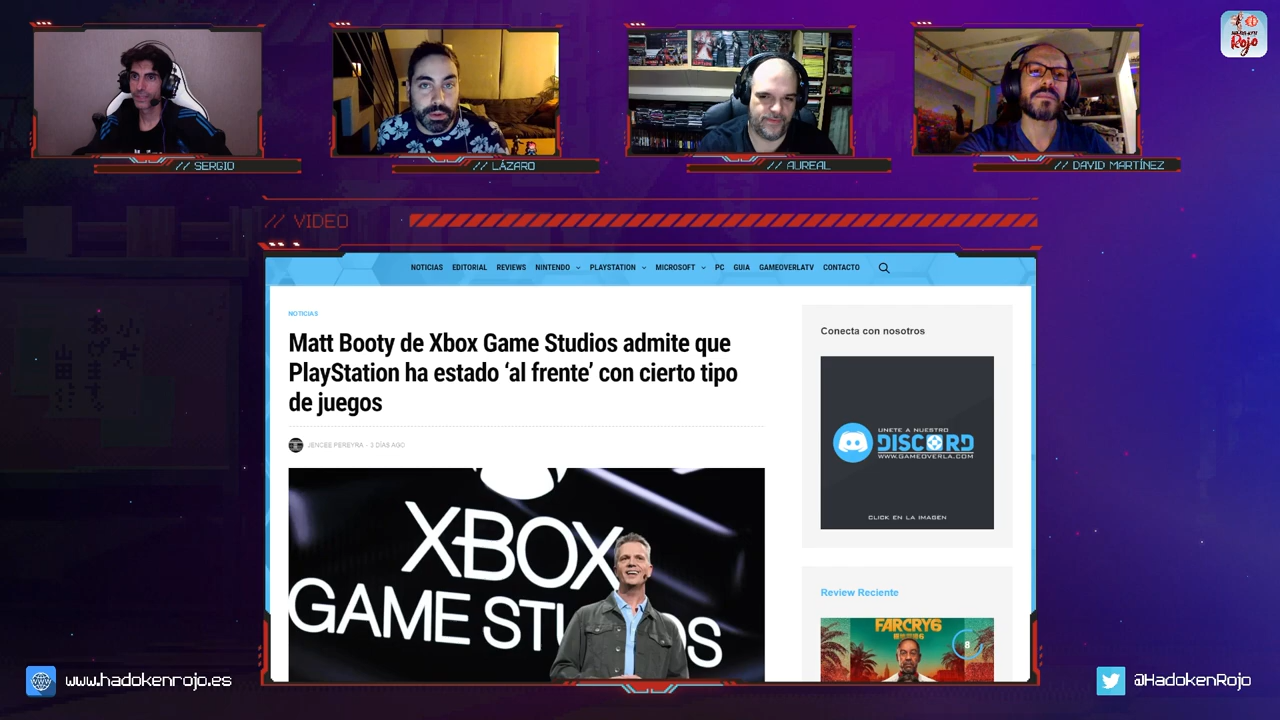 Rojo
// SERGIO
// LÁZARO
// AUREAL
// DAVID MARTÍNEZ
// VIDEO
NOTICIAS EDITORIAL REVIEWS NINTENDO PLAYSTATION MICROSOFT PC GUIA GAMEOVERLATV CONTACTO
NOTICIAS
Matt Booty de Xbox Game Studios admite que
PlayStation ha estado ‘al frente’ con cierto tipo
de juegos
JENCEE PEREYRA - 2 DÍAS AGO
XBOX
GAME STUDIOS
Conecta con nosotros
UNETE A NUESTRO
DISCORD
WWW.GAMEOVERLA.COM
CLICK EN LA IMAGEN
Review Reciente
FARCRY6
8
www.hadokenrojo.es
@HadokenRojo